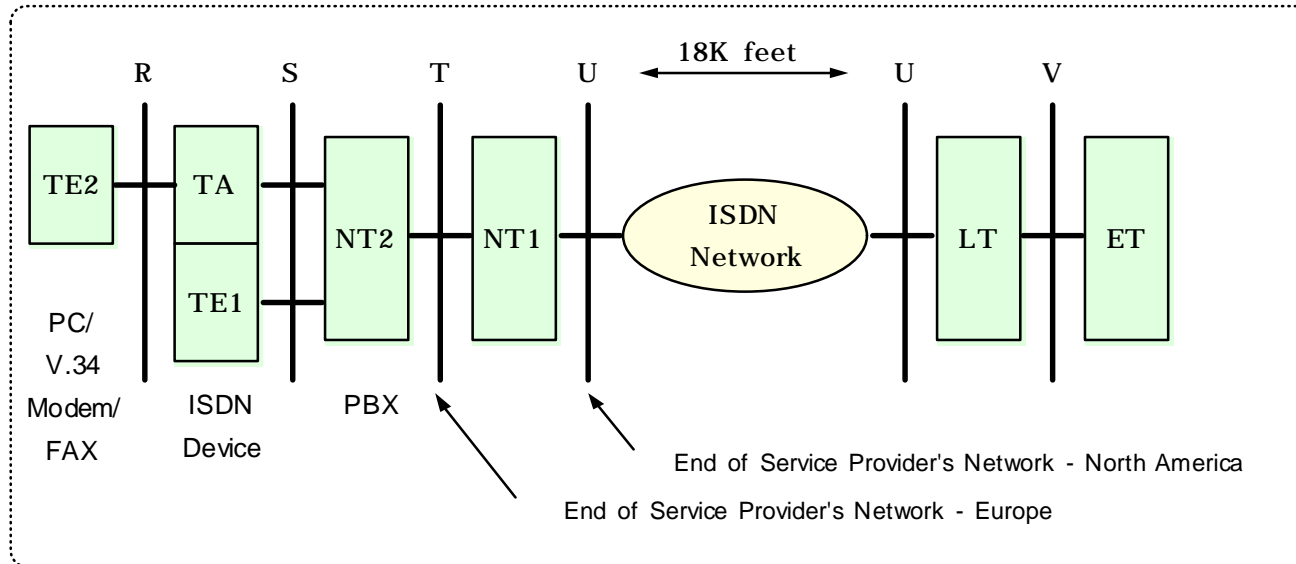 18K feet
R
S
T
U
U
V
TE2
TA
TE1
NT2
NT1
ISDN
Network
LT
ET
PC/
V.34
Modem/
FAX
ISDN
Device
PBX
End of Service Provider's Network - North America
End of Service Provider's Network - Europe